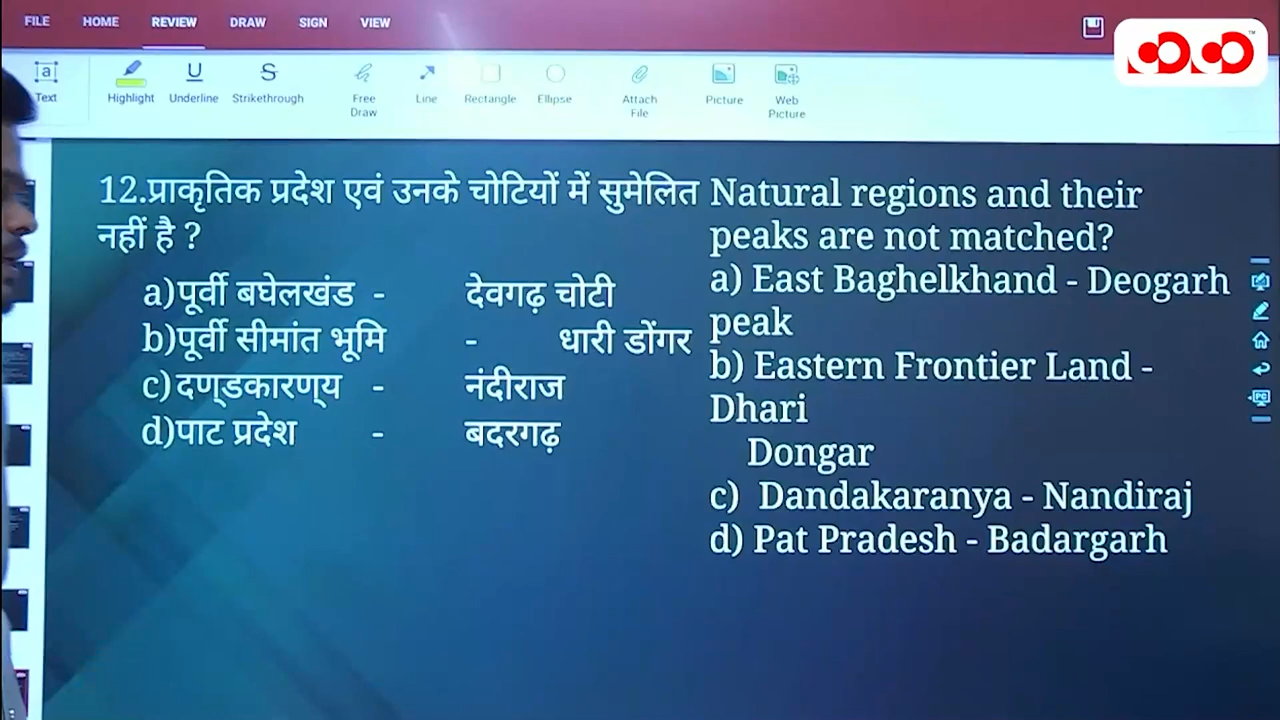 FILE HOME REVIEW DRAW SIGN VIEW
Text Highlight Underline Strikethrough Free Draw Line Rectangle Ellipse Attach File Picture Web Picture
12.प्राकृतिक प्रदेश एवं उनके चोटियों में सुमेलित
नहीं है ?
a)पूर्वी बघेलखंड - देवगढ़ चोटी
b)पूर्वी सीमांत भूमि - धारी डोंगर
c)दण्डकारण्य - नंदीराज
d)पाट प्रदेश - बदरगढ़
Natural regions and their
peaks are not matched?
a) East Baghelkhand - Deogarh
peak
b) Eastern Frontier Land -
Dhari
Dongar
c) Dandakaranya - Nandiraj
d) Pat Pradesh - Badargarh